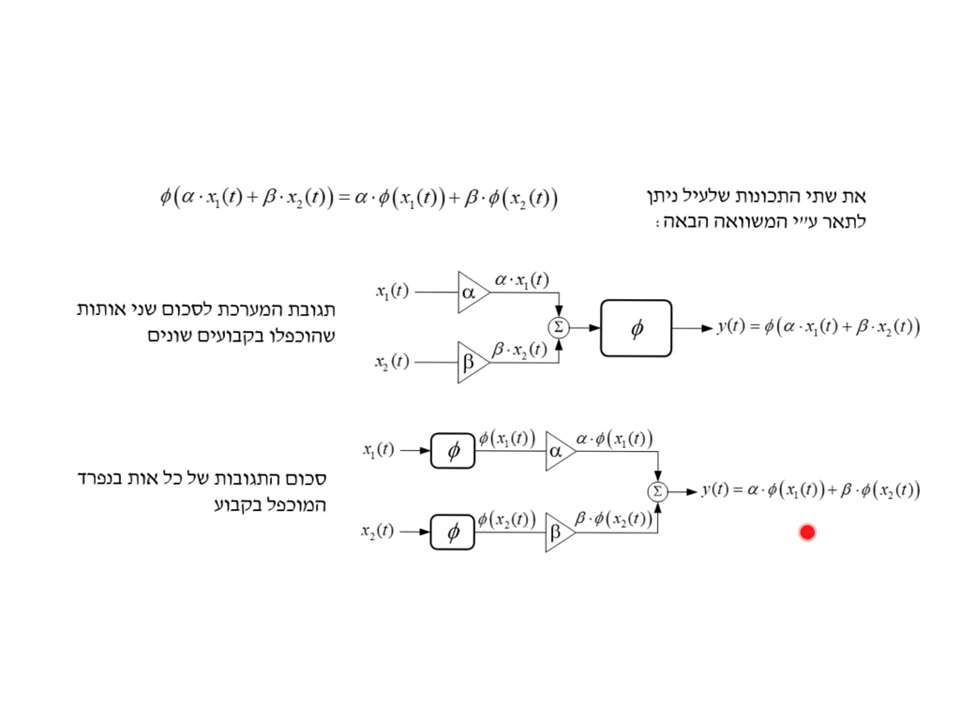 את שתי התכונות שלעיל ניתן
לתאר ע״י המשוואה הבאה:
ϕ(α·x₁(t)+β·x₂(t))=α·ϕ(x₁(t))+β·ϕ(x₂(t))
תגובת המערכת לסכום שני אותות
שהוכפלו בקבועים שונים
x₁(t) α α·x₁(t)
Σ ϕ y(t)=ϕ(α·x₁(t)+β·x₂(t))
x₂(t) β β·x₂(t)
סכום התגובות של כל אות בנפרד
המוכפל בקבוע
x₁(t) ϕ ϕ(x₁(t)) α α·ϕ(x₁(t))
Σ y(t)=α·ϕ(x₁(t))+β·ϕ(x₂(t))
x₂(t) ϕ ϕ(x₂(t)) β β·ϕ(x₂(t))